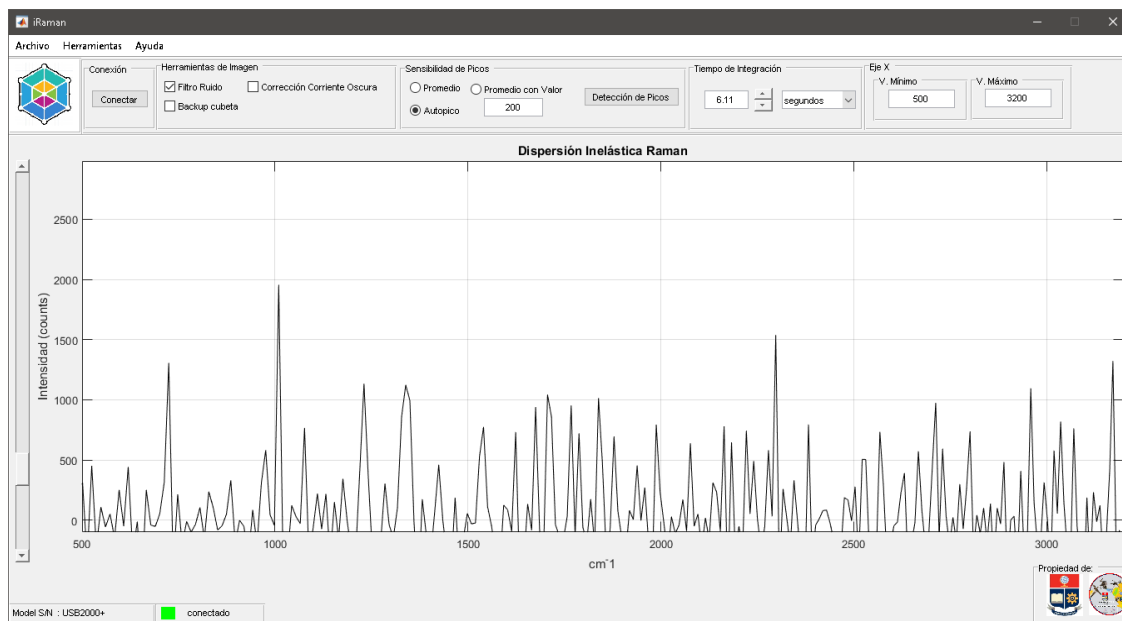 iRaman
Archivo Herramientas Ayuda
Conexión
Conectar
Herramientas de Imagen
Filtro Ruido Corrección Corriente Oscura
Backup cubeta
Sensibilidad de Picos
Promedio Promedio con Valor
Autopico 200
Detección de Picos
Tiempo de Integración
6.11 segundos
Eje X
V. Mínimo V. Máximo
500 3200
Dispersión Inelástica Raman
Intensidad (counts)
2500
2000
1500
1000
500
0
500 1000 1500 2000 2500 3000
cm-1
Propiedad de:
Model S/N : USB2000+ conectado